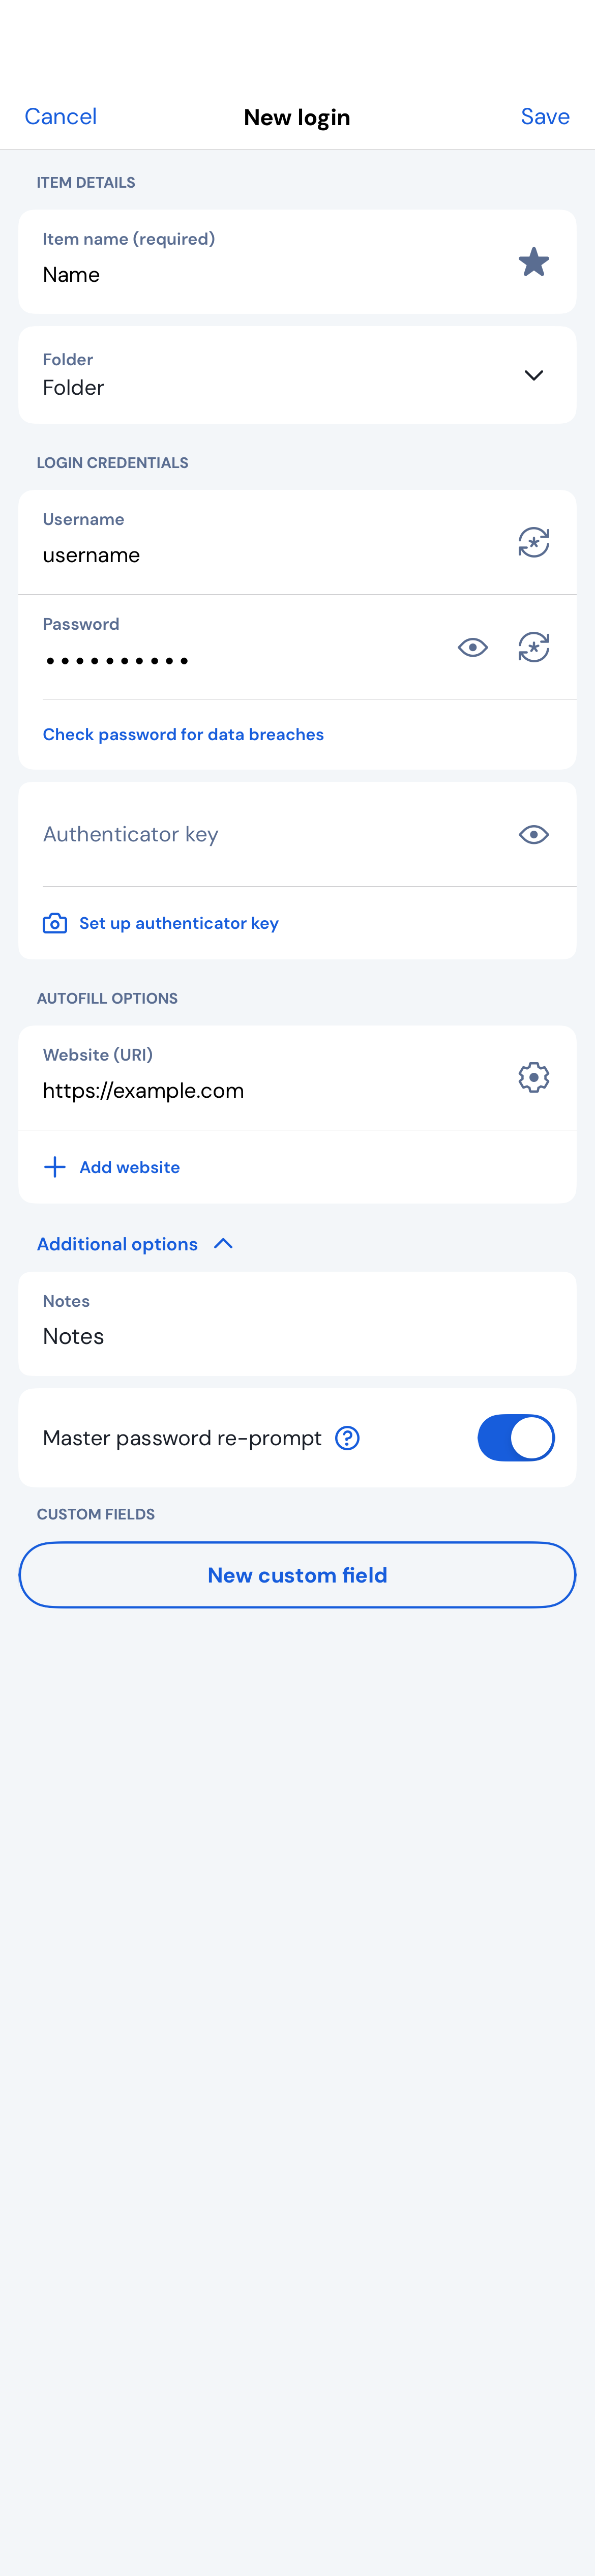 Cancel New login Save
ITEM DETAILS
Item name (required)
Name
Folder
Folder
LOGIN CREDENTIALS
Username
username
Password
••••••••••
Check password for data breaches
Authenticator key
Set up authenticator key
AUTOFILL OPTIONS
Website (URI)
https://example.com
Add website
Additional options
Notes
Notes
Master password re-prompt
CUSTOM FIELDS
New custom field